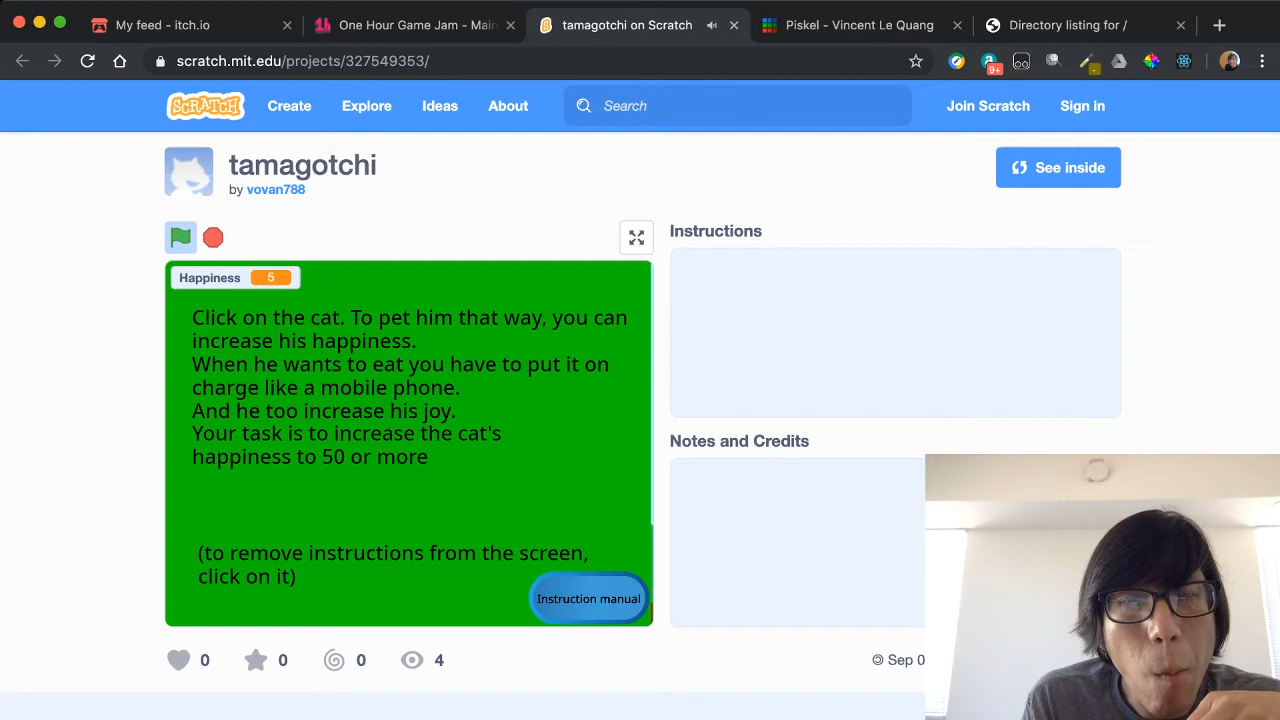 My feed - itch.io
One Hour Game Jam - Main
tamagotchi on Scratch
Piskel - Vincent Le Quang
Directory listing for /
scratch.mit.edu/projects/327549353/
9+
SCRATCH
Create
Explore
Ideas
About
Search
Join Scratch
Sign in
tamagotchi
by vovan788
See inside
Instructions
Happiness 5
Click on the cat. To pet him that way, you can
increase his happiness.
When he wants to eat you have to put it on
charge like a mobile phone.
And he too increase his joy.
Your task is to increase the cat's
happiness to 50 or more
Notes and Credits
(to remove instructions from the screen,
click on it)
Instruction manual
0
0
0
4
© Sep 0